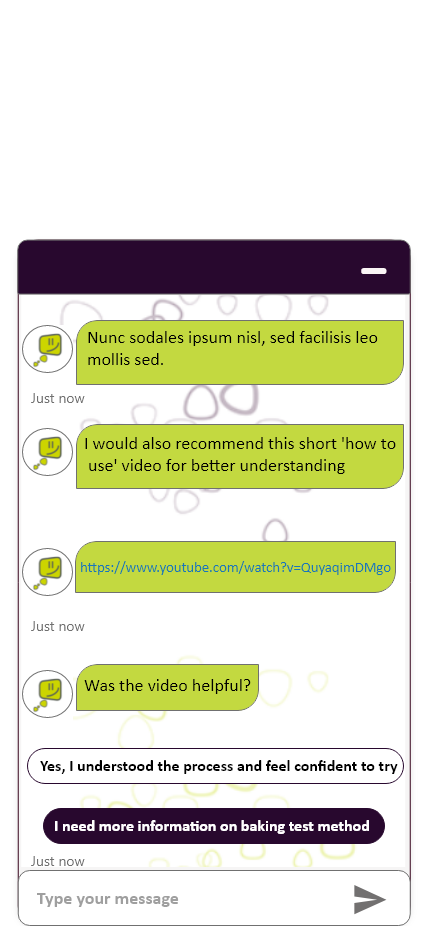 Nunc sodales ipsum nisl, sed facilisis leo
mollis sed.
Just now
I would also recommend this short 'how to
use' video for better understanding
https://www.youtube.com/watch?v=QuyaqimDMgo
Just now
Was the video helpful?
Yes, I understood the process and feel confident to try
I need more information on baking test method
Just now
Type your message